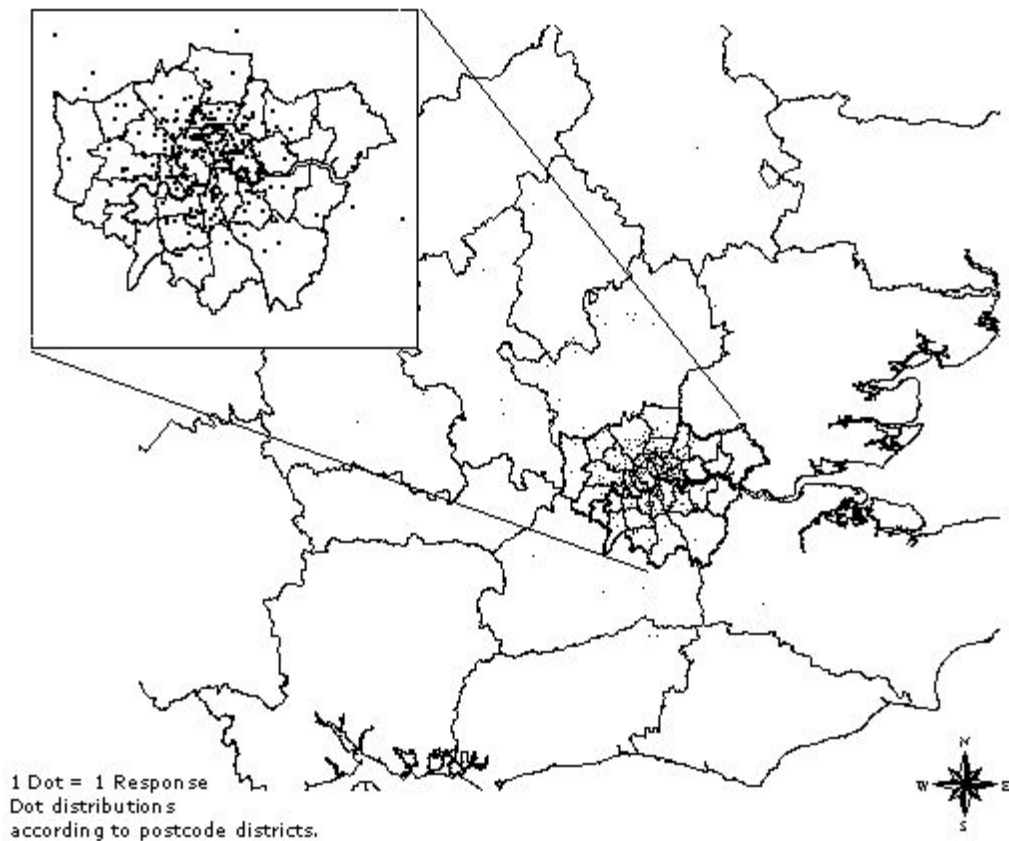 1 Dot = 1 Response
Dot distributions
according to postcode districts.
N
W E
S